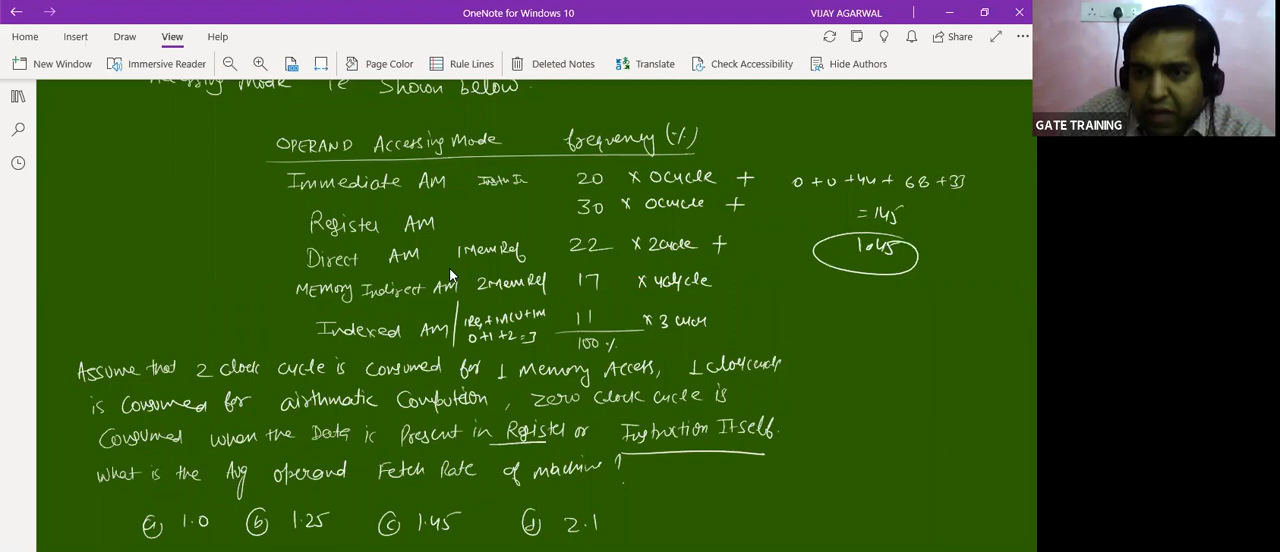 OneNote for Windows 10
VIJAY AGARWAL
Home Insert Draw View Help
Share
New Window Immersive Reader Page Color Rule Lines Deleted Notes Translate Check Accessibility Hide Authors
GATE TRAINING
Accessing Mode is Shown below.
OPERAND Accessing Mode frequency (%)
Immediate AM 20 x 0cycle + 0+0+44+68+33
Register AM 30 x 0cycle + =145
Direct AM 1MemRef 22 x 2cycle + 1.45
MEMORY Indirect AM 2MemRef 17 x 4cycle
Indexed AM 11 x 3
0+1+2=3
100%
Assume that 2 clock cycle is consumed for 1 Memory Access, 1 clock cycle
is consumed for airthmatic Compution, zero clock cycle is
Consumed when the Data is Present in Register or Instruction Itself.
What is the Avg operand Fetch Rate of machine?
(a) 1.0 (b) 1.25 (c) 1.45 (d) 2.1